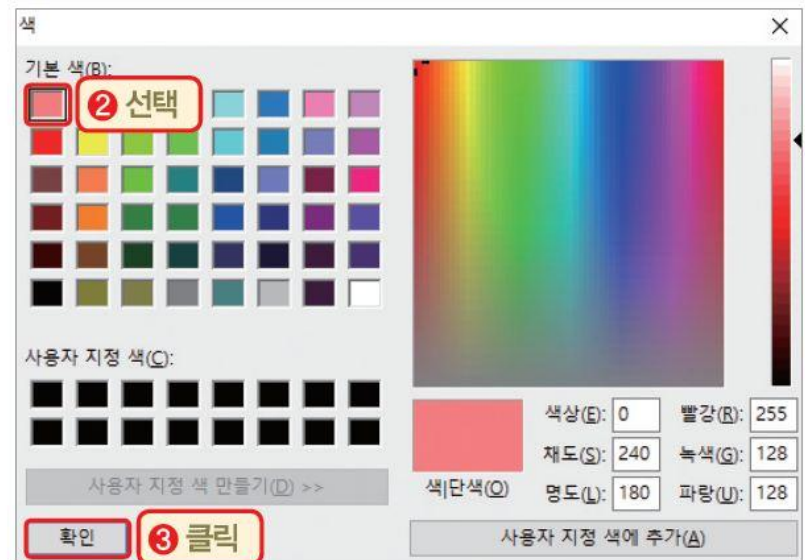 색
기본 색(B):
❷ 선택
사용자 지정 색(C):
사용자 지정 색 만들기(D) >>
확인
❸ 클릭
색|단색(O)
색상(E): 0
채도(S): 240
명도(L): 180
빨강(R): 255
녹색(G): 128
파랑(U): 128
사용자 지정 색에 추가(A)